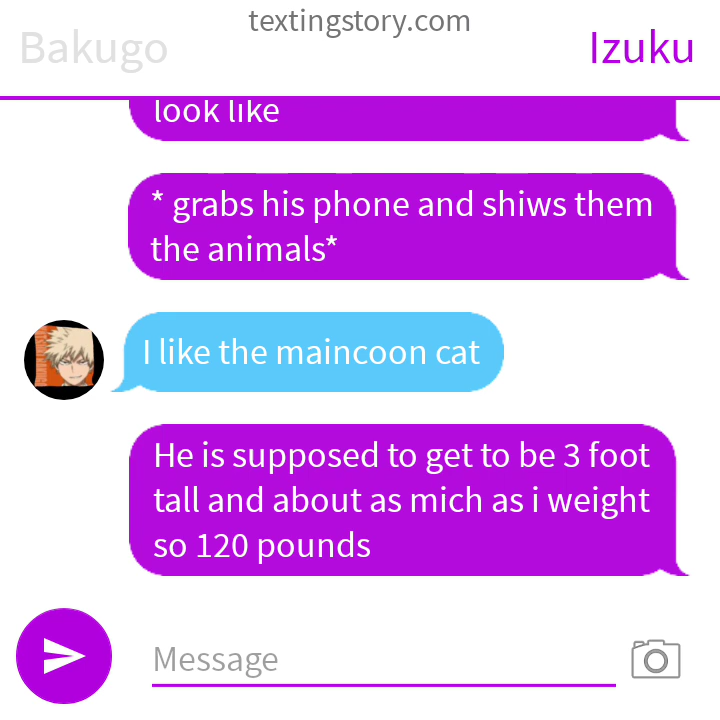 textingstory.com
Bakugo
Izuku
look like
* grabs his phone and shiws them
the animals*
I like the maincoon cat
He is supposed to get to be 3 foot
tall and about as mich as i weight
so 120 pounds
Message